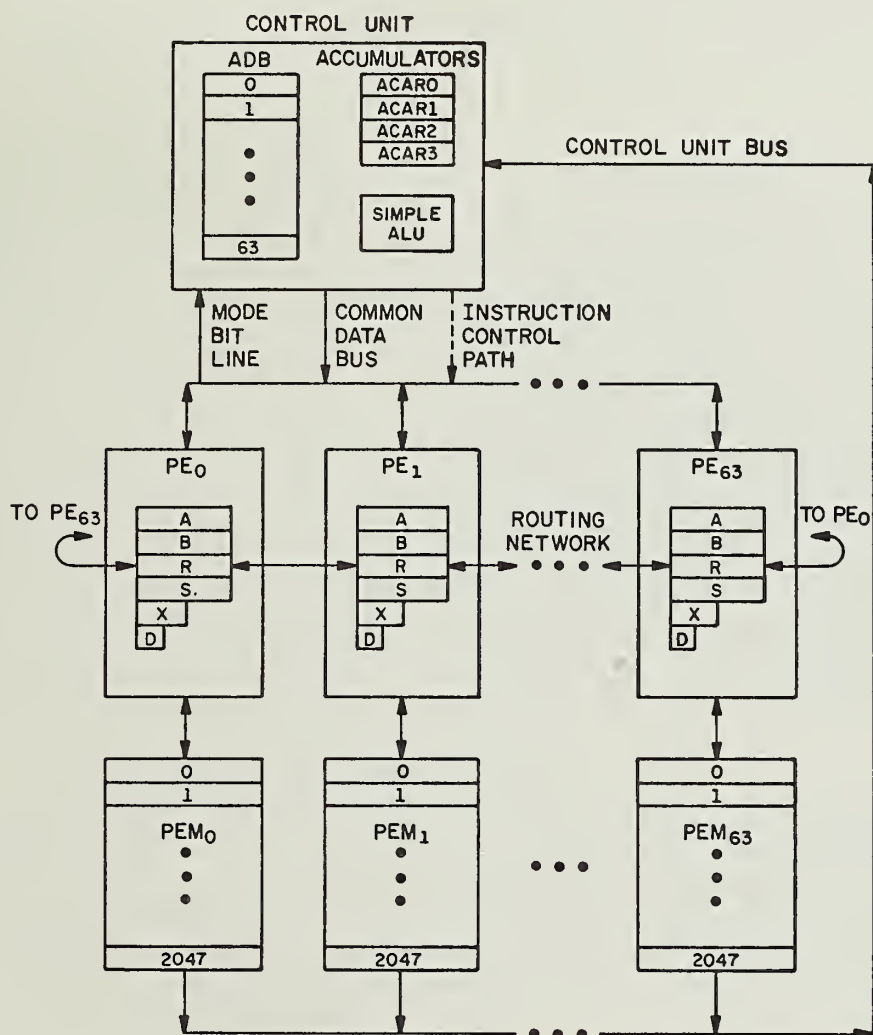 CONTROL UNIT
ADB
ACCUMULATORS
0
1
63
ACAR0
ACAR1
ACAR2
ACAR3
SIMPLE
ALU
CONTROL UNIT BUS
MODE
BIT
LINE
COMMON
DATA
BUS
INSTRUCTION
CONTROL
PATH
PE0
PE1
PE63
TO PE63
A
B
R
S.
X
D
A
B
R
S
X
D
ROUTING
NETWORK
A
B
R
S
X
D
TO PE0
0
1
PEM0
2047
0
1
PEM1
2047
0
1
PEM63
2047